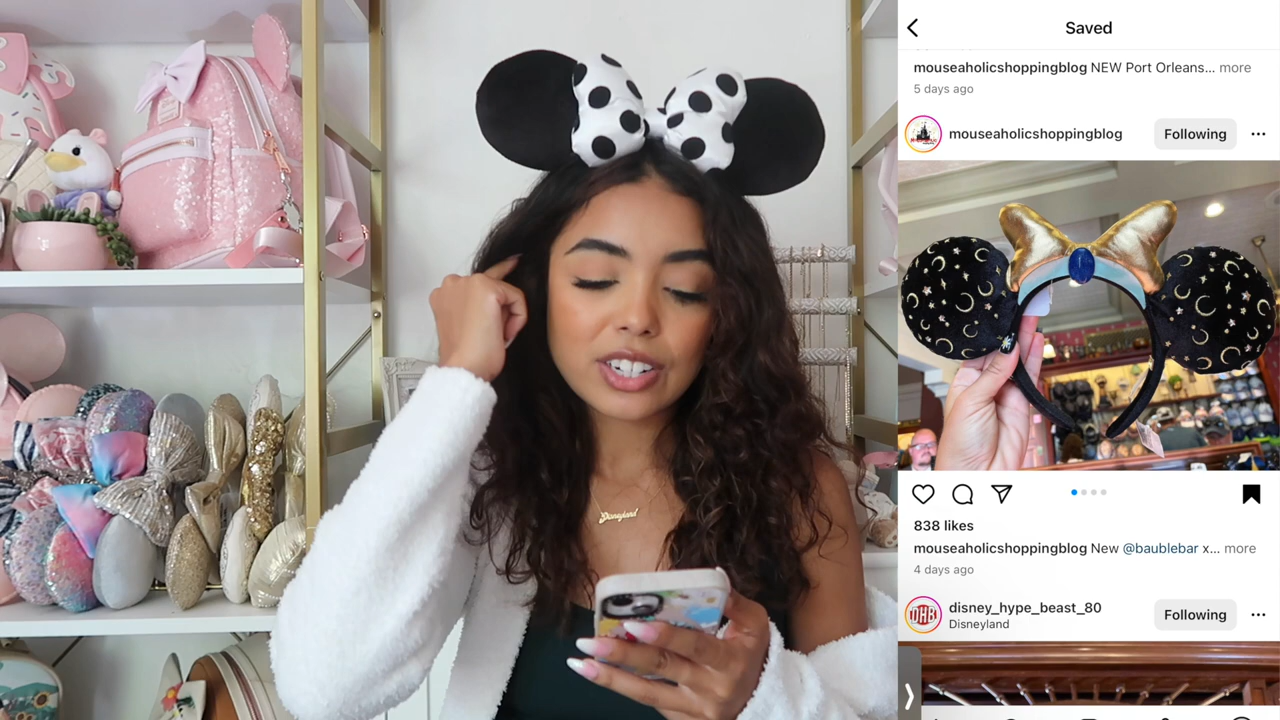 Saved
mouseaholicshoppingblog NEW Port Orleans... more
5 days ago
mouseaholicshoppingblog
Following
838 likes
mouseaholicshoppingblog New @baublebar x... more
4 days ago
DHB
disney_hype_beast_80
Disneyland
Following
Disneyland